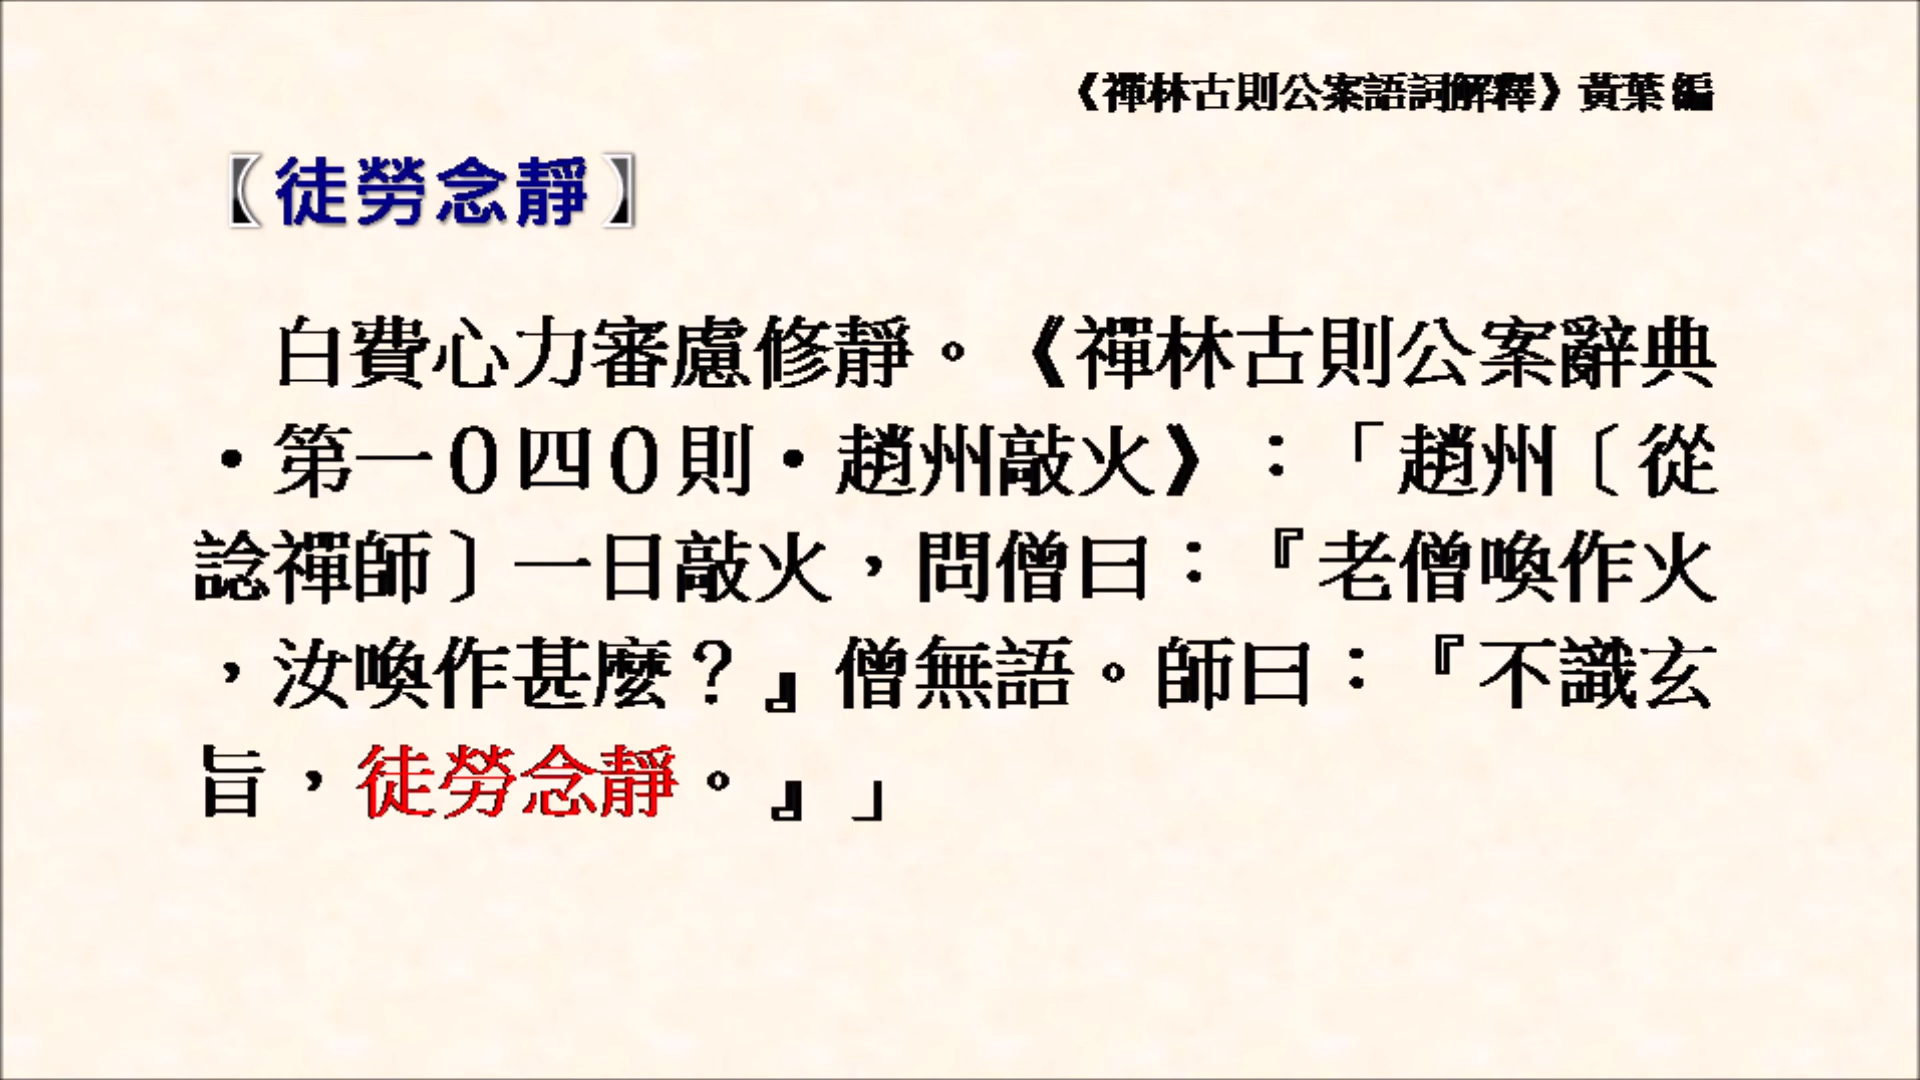 《禪林古則公案語詞解釋》黃葉 編
【徒勞念靜】
白費心力審慮修靜。《禪林古則公案辭典
・第一０四０則・趙州敲火》：「趙州〔從
諗禪師〕一日敲火，問僧曰：『老僧喚作火
，汝喚作甚麼？』僧無語。師曰：『不識玄
旨，徒勞念靜。』」